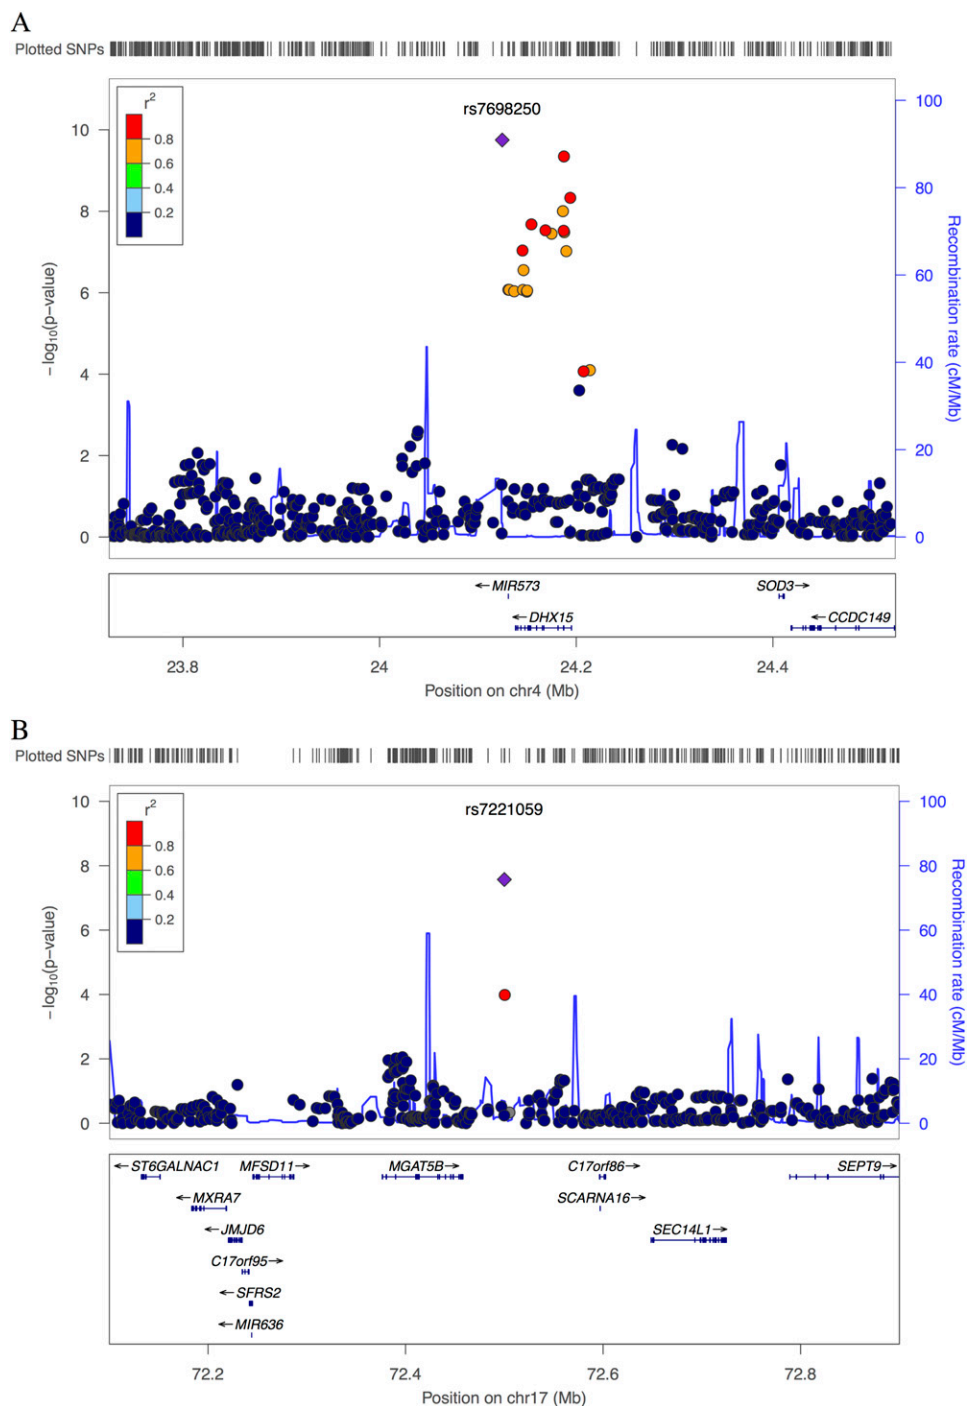 A
Plotted SNPs
rs7698250
r²
0.8
0.6
0.4
0.2
10
8
6
4
2
0
−log₁₀(p-value)
100
80
60
40
20
0
Recombination rate (cM/Mb)
←MIR573
SOD3→
←DHX15
←CCDC149
23.8 24 24.2 24.4
Position on chr4 (Mb)
B
Plotted SNPs
rs7221059
r²
0.8
0.6
0.4
0.2
10
8
6
4
2
0
−log₁₀(p-value)
100
80
60
40
20
0
Recombination rate (cM/Mb)
←ST6GALNAC1 MFSD11→ MGAT5B→ C17orf86→ SEPT9→
←MXRA7 SCARNA16→
←JMJD6 SEC14L1→
C17orf95→
←SFRS2
←MIR636
72.2 72.4 72.6 72.8
Position on chr17 (Mb)